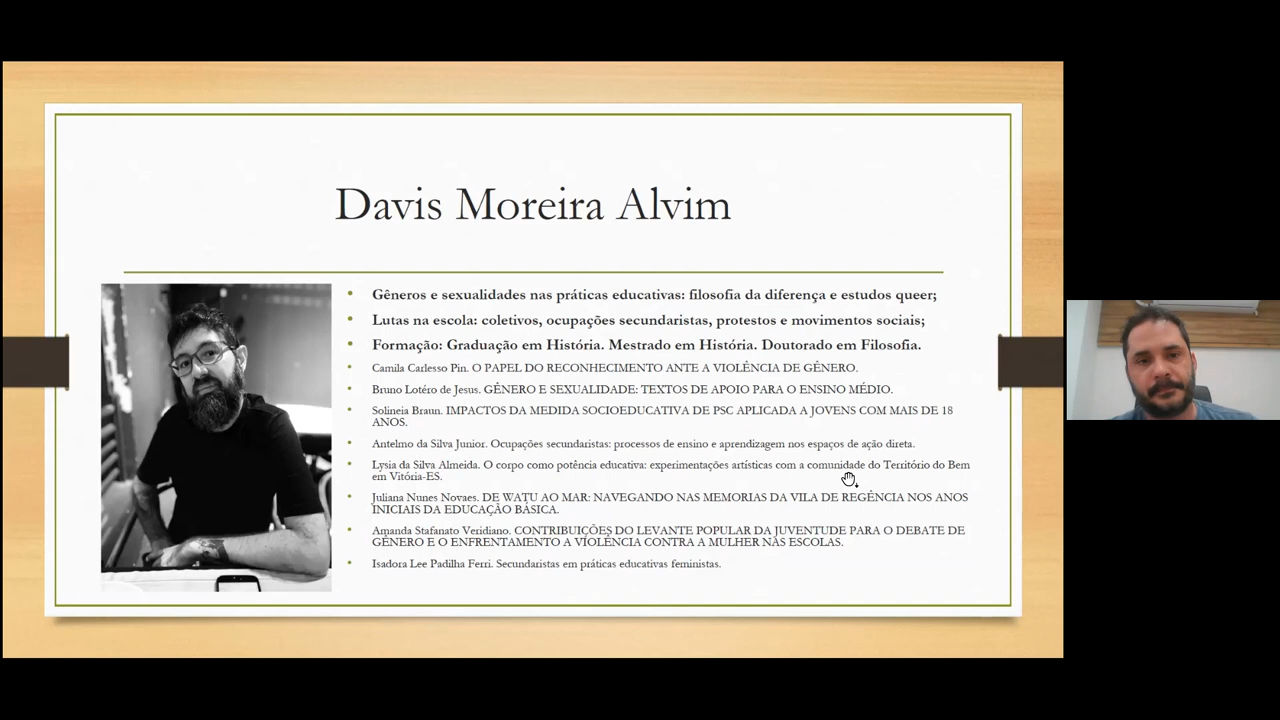 Davis Moreira Alvim
• Gêneros e sexualidades nas práticas educativas: filosofia da diferença e estudos queer;
• Lutas na escola: coletivos, ocupações secundaristas, protestos e movimentos sociais;
• Formação: Graduação em História. Mestrado em História. Doutorado em Filosofia.
• Camila Carlesso Pin. O PAPEL DO RECONHECIMENTO ANTE A VIOLÊNCIA DE GÊNERO.
• Bruno Lotéro de Jesus. GÊNERO E SEXUALIDADE: TEXTOS DE APOIO PARA O ENSINO MÉDIO.
• Solineia Braun. IMPACTOS DA MEDIDA SOCIOEDUCATIVA DE PSC APLICADA A JOVENS COM MAIS DE 18
ANOS.
• Antelmo da Silva Junior. Ocupações secundaristas: processos de ensino e aprendizagem nos espaços de ação direta.
• Lysia da Silva Almeida. O corpo como potência educativa: experimentações artísticas com a comunidade do Território do Bem
em Vitória-ES.
• Juliana Nunes Novaes. DE WATU AO MAR: NAVEGANDO NAS MEMORIAS DA VILA DE REGÊNCIA NOS ANOS
INICIAIS DA EDUCAÇÃO BÁSICA.
• Amanda Stafanato Veridiano. CONTRIBUIÇÕES DO LEVANTE POPULAR DA JUVENTUDE PARA O DEBATE DE
GÊNERO E O ENFRENTAMENTO A VIOLÊNCIA CONTRA A MULHER NAS ESCOLAS.
• Isadora Lee Padilha Ferri. Secundaristas em práticas educativas feministas.